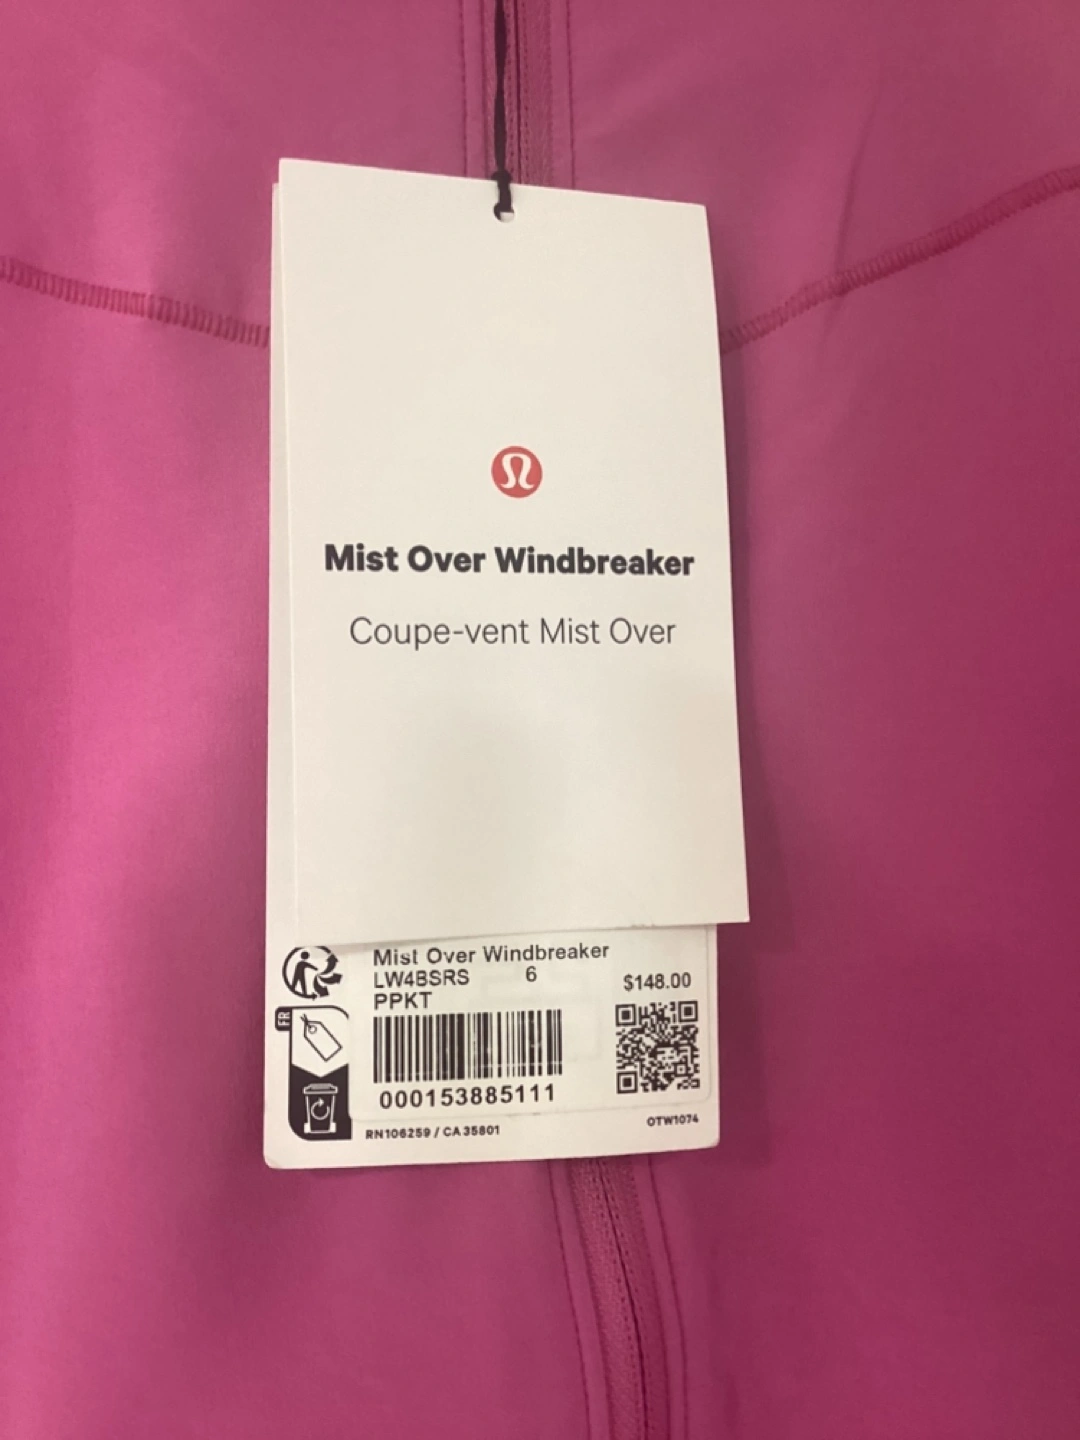 Mist Over Windbreaker
Coupe-vent Mist Over
Mist Over Windbreaker
LW4BSRS 6 $148.00
PPKT
FR
000153885111
RN106259 / CA 35801 OTW1074